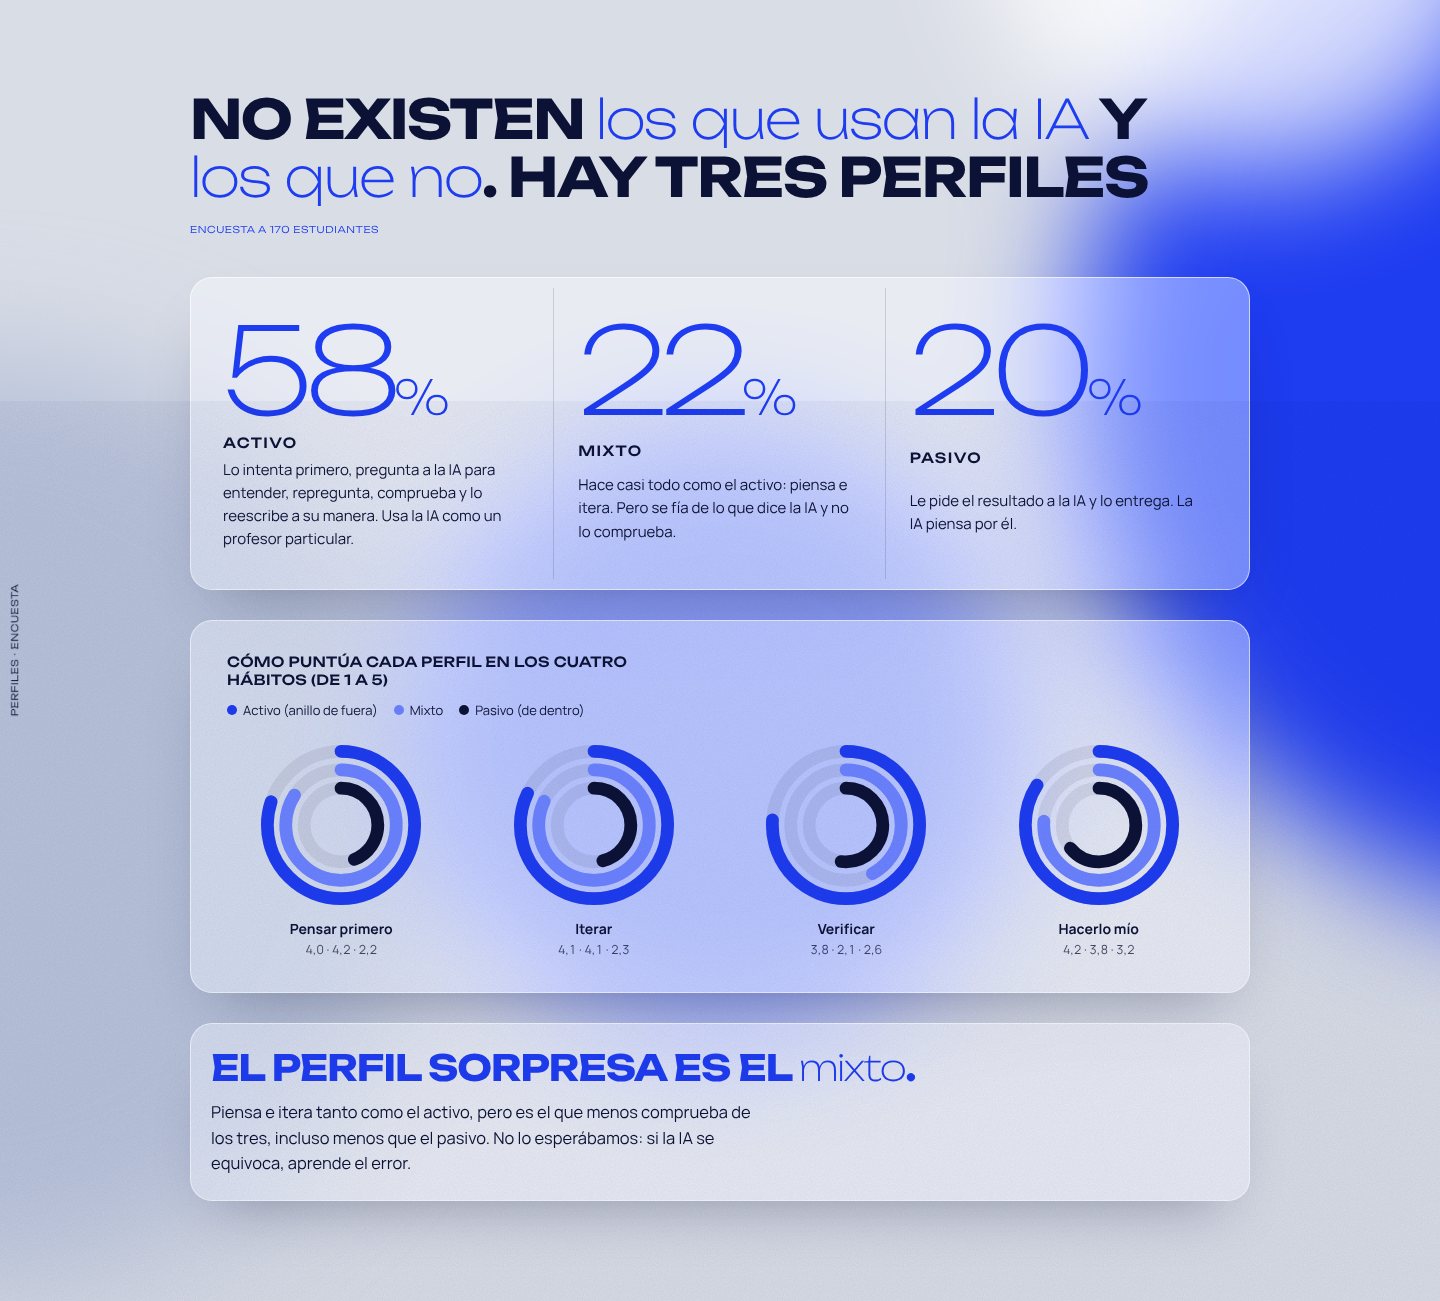 NO EXISTEN los que usan la IA Y
los que no. HAY TRES PERFILES
ENCUESTA A 170 ESTUDIANTES
58%
ACTIVO
Lo intenta primero, pregunta a la IA para
entender, repregunta, comprueba y lo
reescribe a su manera. Usa la IA como un
profesor particular.
22%
MIXTO
Hace casi todo como el activo: piensa e
itera. Pero se fía de lo que dice la IA y no
lo comprueba.
20%
PASIVO
Le pide el resultado a la IA y lo entrega. La
IA piensa por él.
PERFILES · ENCUESTA
CÓMO PUNTÚA CADA PERFIL EN LOS CUATRO
HÁBITOS (DE 1 A 5)
Activo (anillo de fuera) Mixto Pasivo (de dentro)
Pensar primero
4,0 · 4,2 · 2,2
Iterar
4,1 · 4,1 · 2,3
Verificar
3,8 · 2,1 · 2,6
Hacerlo mío
4,2 · 3,8 · 3,2
EL PERFIL SORPRESA ES EL mixto.
Piensa e itera tanto como el activo, pero es el que menos comprueba de
los tres, incluso menos que el pasivo. No lo esperábamos: si la IA se
equivoca, aprende el error.